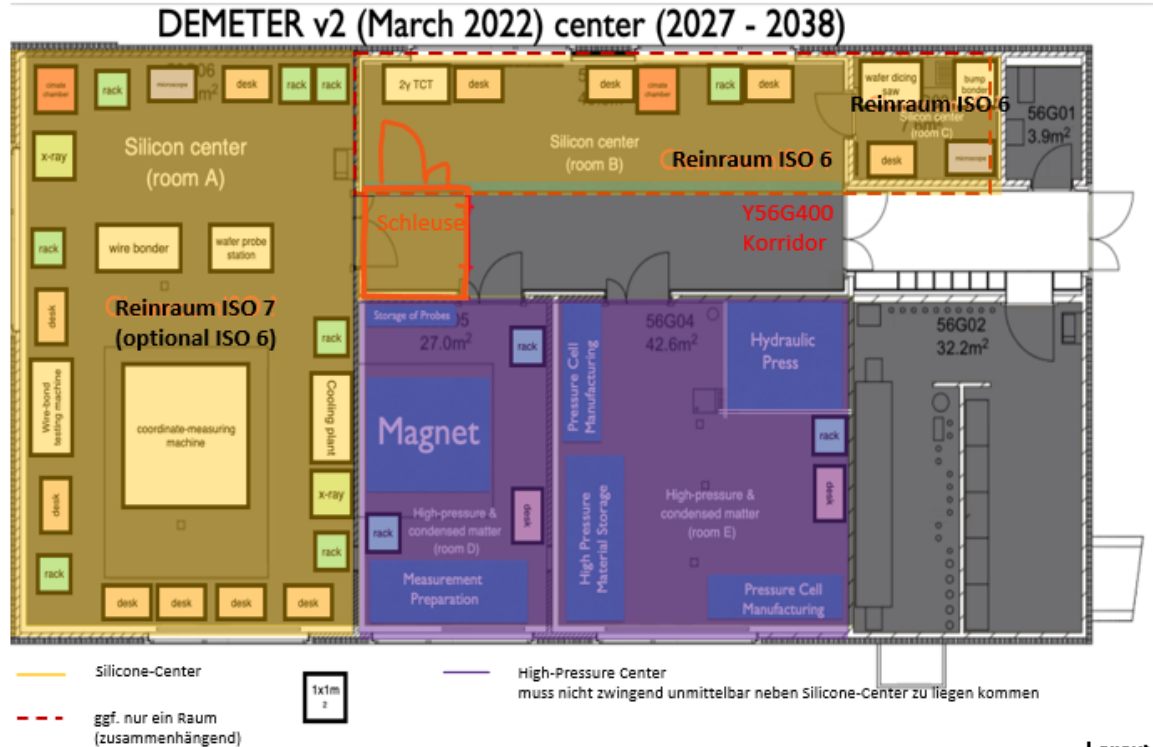 DEMETER v2 (March 2022) center (2027 - 2038)
climate chamber
rack
microscope
desk
rack
rack
2γ TCT
desk
desk
climate chamber
rack
desk
wafer dicing saw
bump bonder
Reinraum ISO 6
Silicon center
(room C)
desk
microscope
56G01
3.9m²
x-ray
Silicon center
(room A)
Silicon center
(room B)
Reinraum ISO 6
Schleuse
Y56G400
Korridor
rack
wire bonder
wafer probe station
desk
Reinraum ISO 7
(optional ISO 6)
rack
Wire-bond testing machine
coordinate-measuring machine
Cooling plant
x-ray
desk
rack
rack
desk
desk
desk
desk
Storage of Probes
27.0m²
rack
Magnet
High-pressure &
condensed matter
(room D)
rack
desk
Measurement
Preparation
Pressure Cell
Manufacturing
56G04
42.6m²
Hydraulic
Press
rack
desk
High Pressure
Material Storage
High-pressure &
condensed matter
(room E)
Pressure Cell
Manufacturing
56G02
32.2m²
Silicone-Center
1x1m
2
High-Pressure Center
muss nicht zwingend unmittelbar neben Silicone-Center zu liegen kommen
ggf. nur ein Raum
(zusammenhängend)